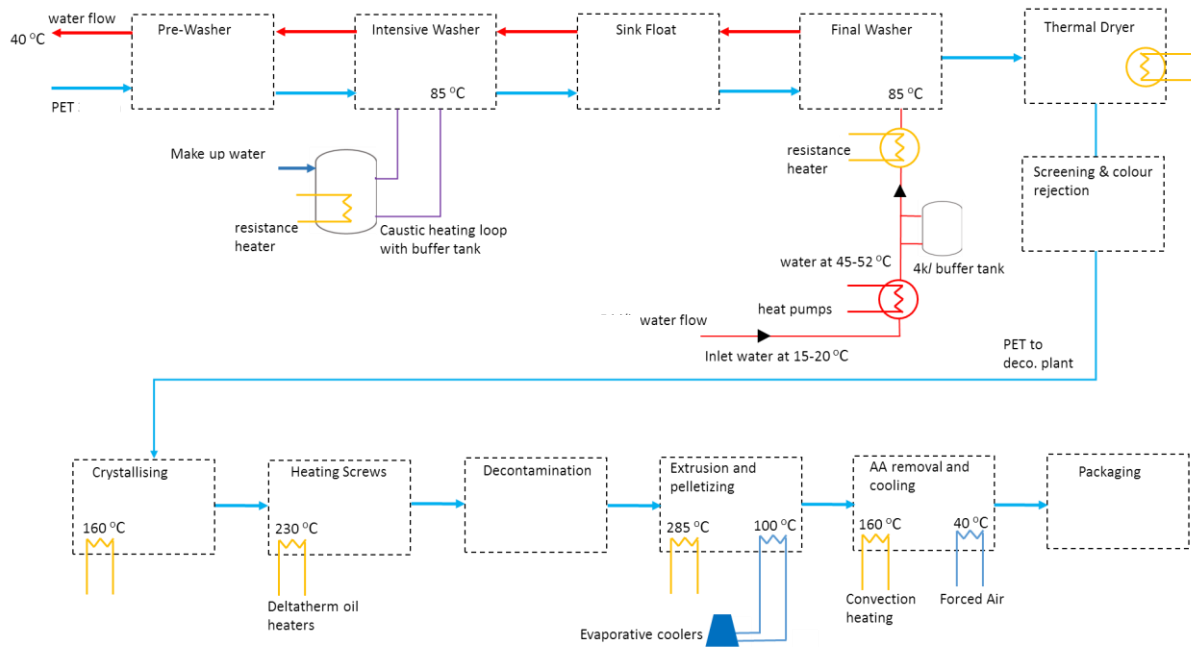 water flow
40 °C
PET
Pre-Washer
Intensive Washer
85 °C
Sink Float
Final Washer
85 °C
Thermal Dryer
Make up water
resistance
heater
Caustic heating loop
with buffer tank
resistance
heater
water at 45-52 °C
4kl buffer tank
heat pumps
water flow
Inlet water at 15-20 °C
Screening & colour
rejection
PET to
deco. plant
Crystallising
160 °C
Heating Screws
230 °C
Deltatherm oil
heaters
Decontamination
Extrusion and
pelletizing
285 °C
100 °C
Evaporative coolers
AA removal and
cooling
160 °C
40 °C
Convection
heating
Forced Air
Packaging